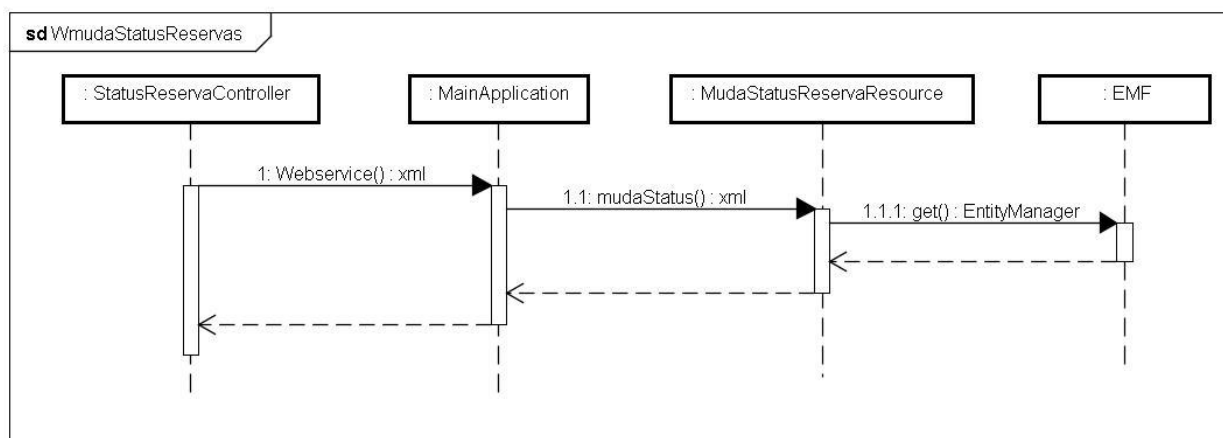 sd WmudaStatusReservas
: StatusReservaController
: MainApplication
: MudaStatusReservaResource
: EMF
1: Webservice() : xml
1.1: mudaStatus() : xml
1.1.1: get() : EntityManager